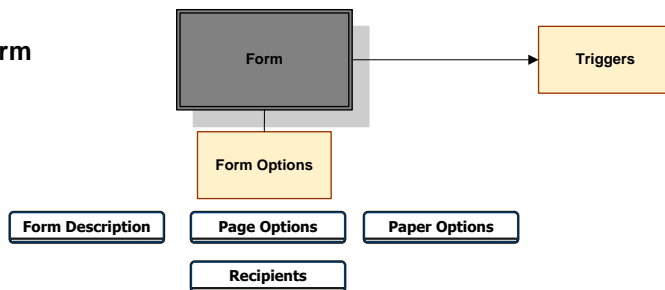 rm
Form
Triggers
Form Options
Form Description
Page Options
Paper Options
Recipients